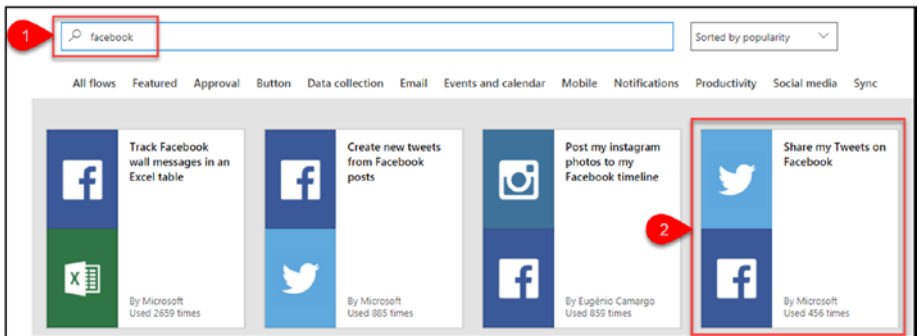 1
facebook
Sorted by popularity
All flows Featured Approval Button Data collection Email Events and calendar Mobile Notifications Productivity Social media Sync
Track Facebook
wall messages in an
Excel table
By Microsoft
Used 2659 times
Create new tweets
from Facebook
posts
By Microsoft
Used 885 times
Post my instagram
photos to my
Facebook timeline
By Eugénio Camargo
Used 859 times
2
Share my Tweets on
Facebook
By Microsoft
Used 456 times